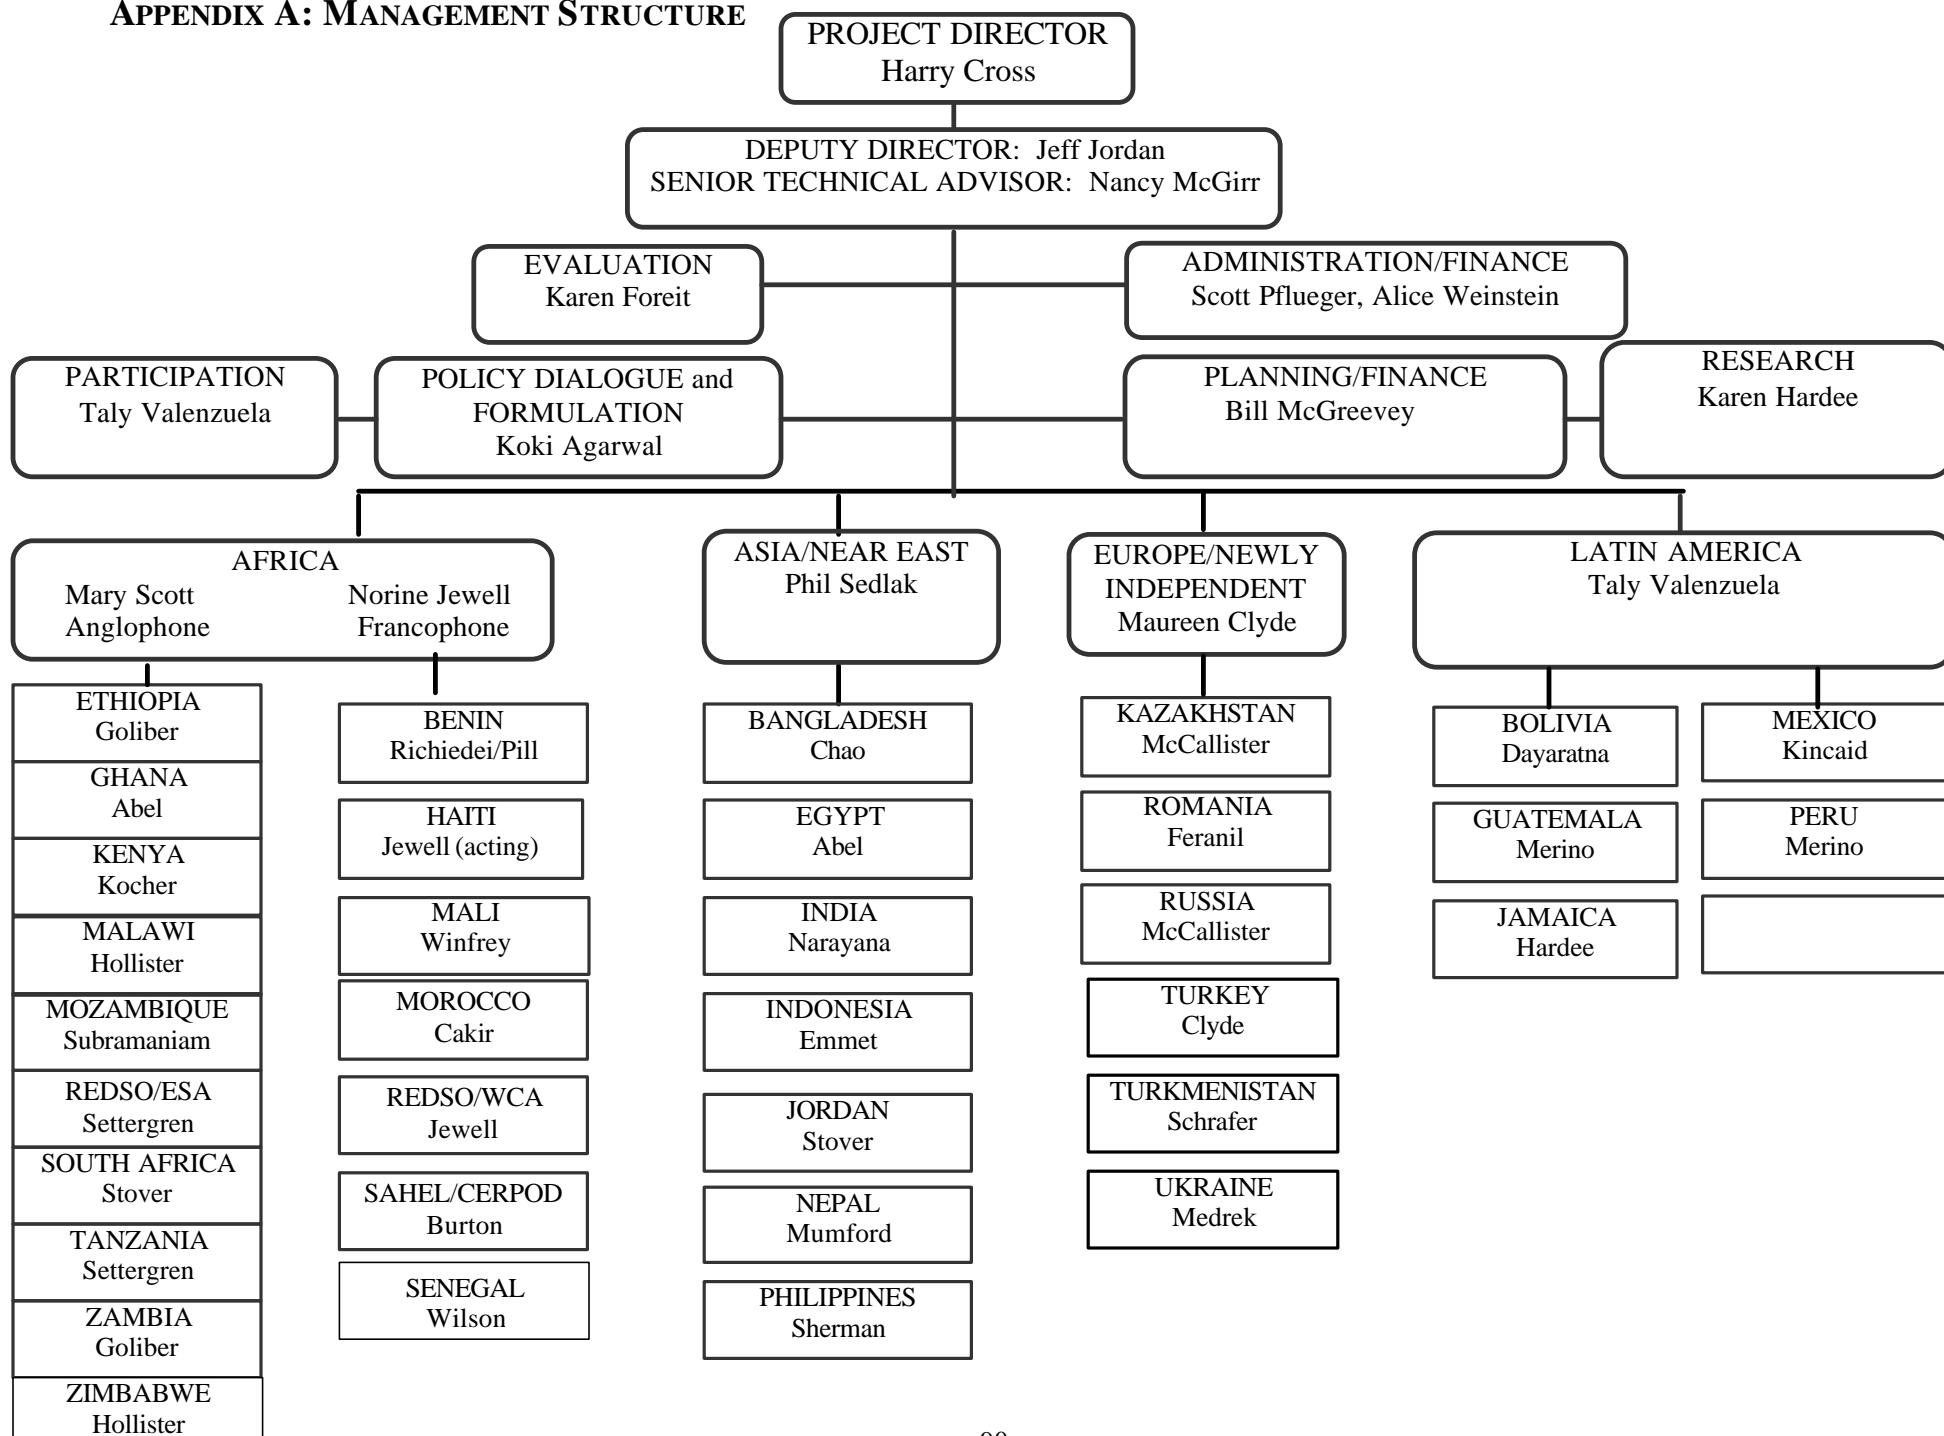 APPENDIX A: MANAGEMENT STRUCTURE
PROJECT DIRECTOR
Harry Cross
DEPUTY DIRECTOR: Jeff Jordan
SENIOR TECHNICAL ADVISOR: Nancy McGirr
EVALUATION
Karen Foreit
ADMINISTRATION/FINANCE
Scott Pflueger, Alice Weinstein
PARTICIPATION
Taly Valenzuela
POLICY DIALOGUE and
FORMULATION
Koki Agarwal
PLANNING/FINANCE
Bill McGreevey
RESEARCH
Karen Hardee
AFRICA
Mary Scott
Anglophone
Norine Jewell
Francophone
ASIA/NEAR EAST
Phil Sedlak
EUROPE/NEWLY
INDEPENDENT
Maureen Clyde
LATIN AMERICA
Taly Valenzuela
ETHIOPIA
Goliber
GHANA
Abel
KENYA
Kocher
MALAWI
Hollister
MOZAMBIQUE
Subramaniam
REDSO/ESA
Settergren
SOUTH AFRICA
Stover
TANZANIA
Settergren
ZAMBIA
Goliber
ZIMBABWE
Hollister
BENIN
Richiedei/Pill
HAITI
Jewell (acting)
MALI
Winfrey
MOROCCO
Cakir
REDSO/WCA
Jewell
SAHEL/CERPOD
Burton
SENEGAL
Wilson
BANGLADESH
Chao
EGYPT
Abel
INDIA
Narayana
INDONESIA
Emmet
JORDAN
Stover
NEPAL
Mumford
PHILIPPINES
Sherman
KAZAKHSTAN
McCallister
ROMANIA
Feranil
RUSSIA
McCallister
TURKEY
Clyde
TURKMENISTAN
Schrafer
UKRAINE
Medrek
BOLIVIA
Dayaratna
GUATEMALA
Merino
JAMAICA
Hardee
MEXICO
Kincaid
PERU
Merino